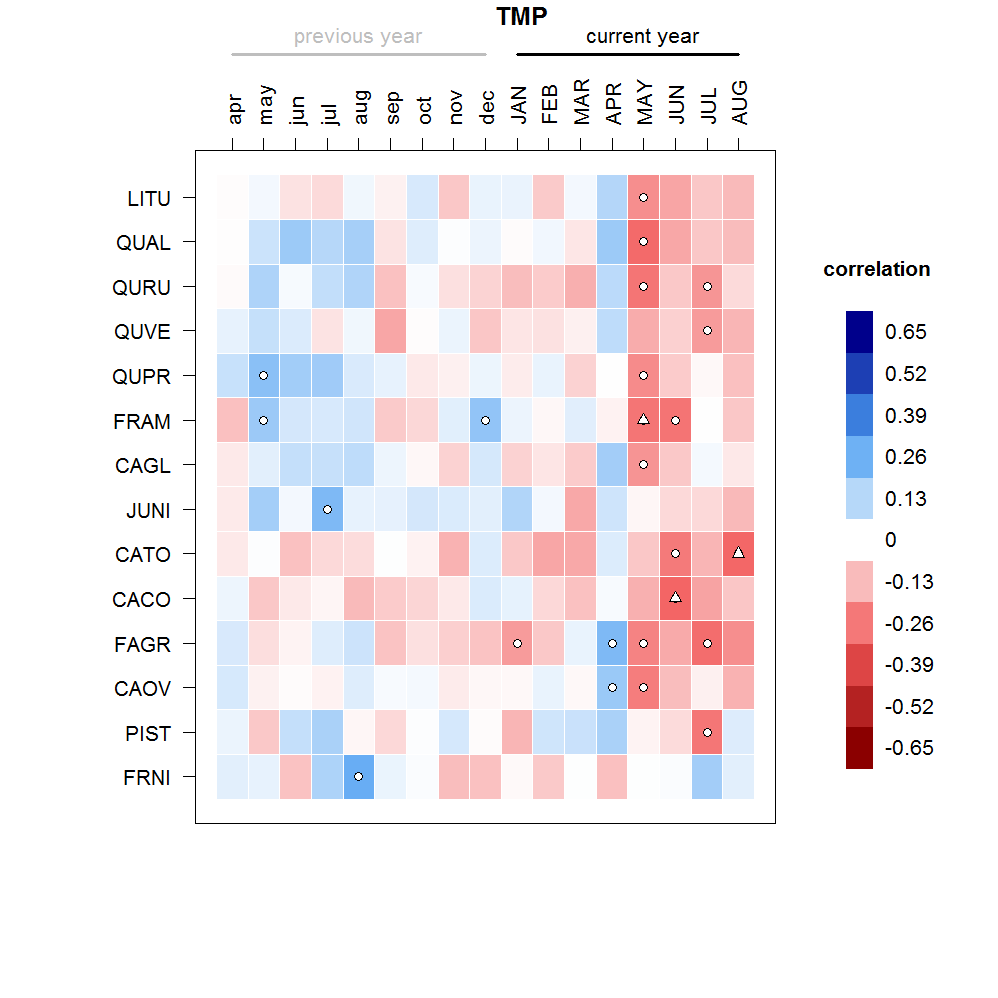 TMP
previous year current year
apr may jun jul aug sep oct nov dec JAN FEB MAR APR MAY JUN JUL AUG
LITU
QUAL
QURU
QUVE
QUPR
FRAM
CAGL
JUNI
CATO
CACO
FAGR
CAOV
PIST
FRNI
correlation
0.65
0.52
0.39
0.26
0.13
0
-0.13
-0.26
-0.39
-0.52
-0.65